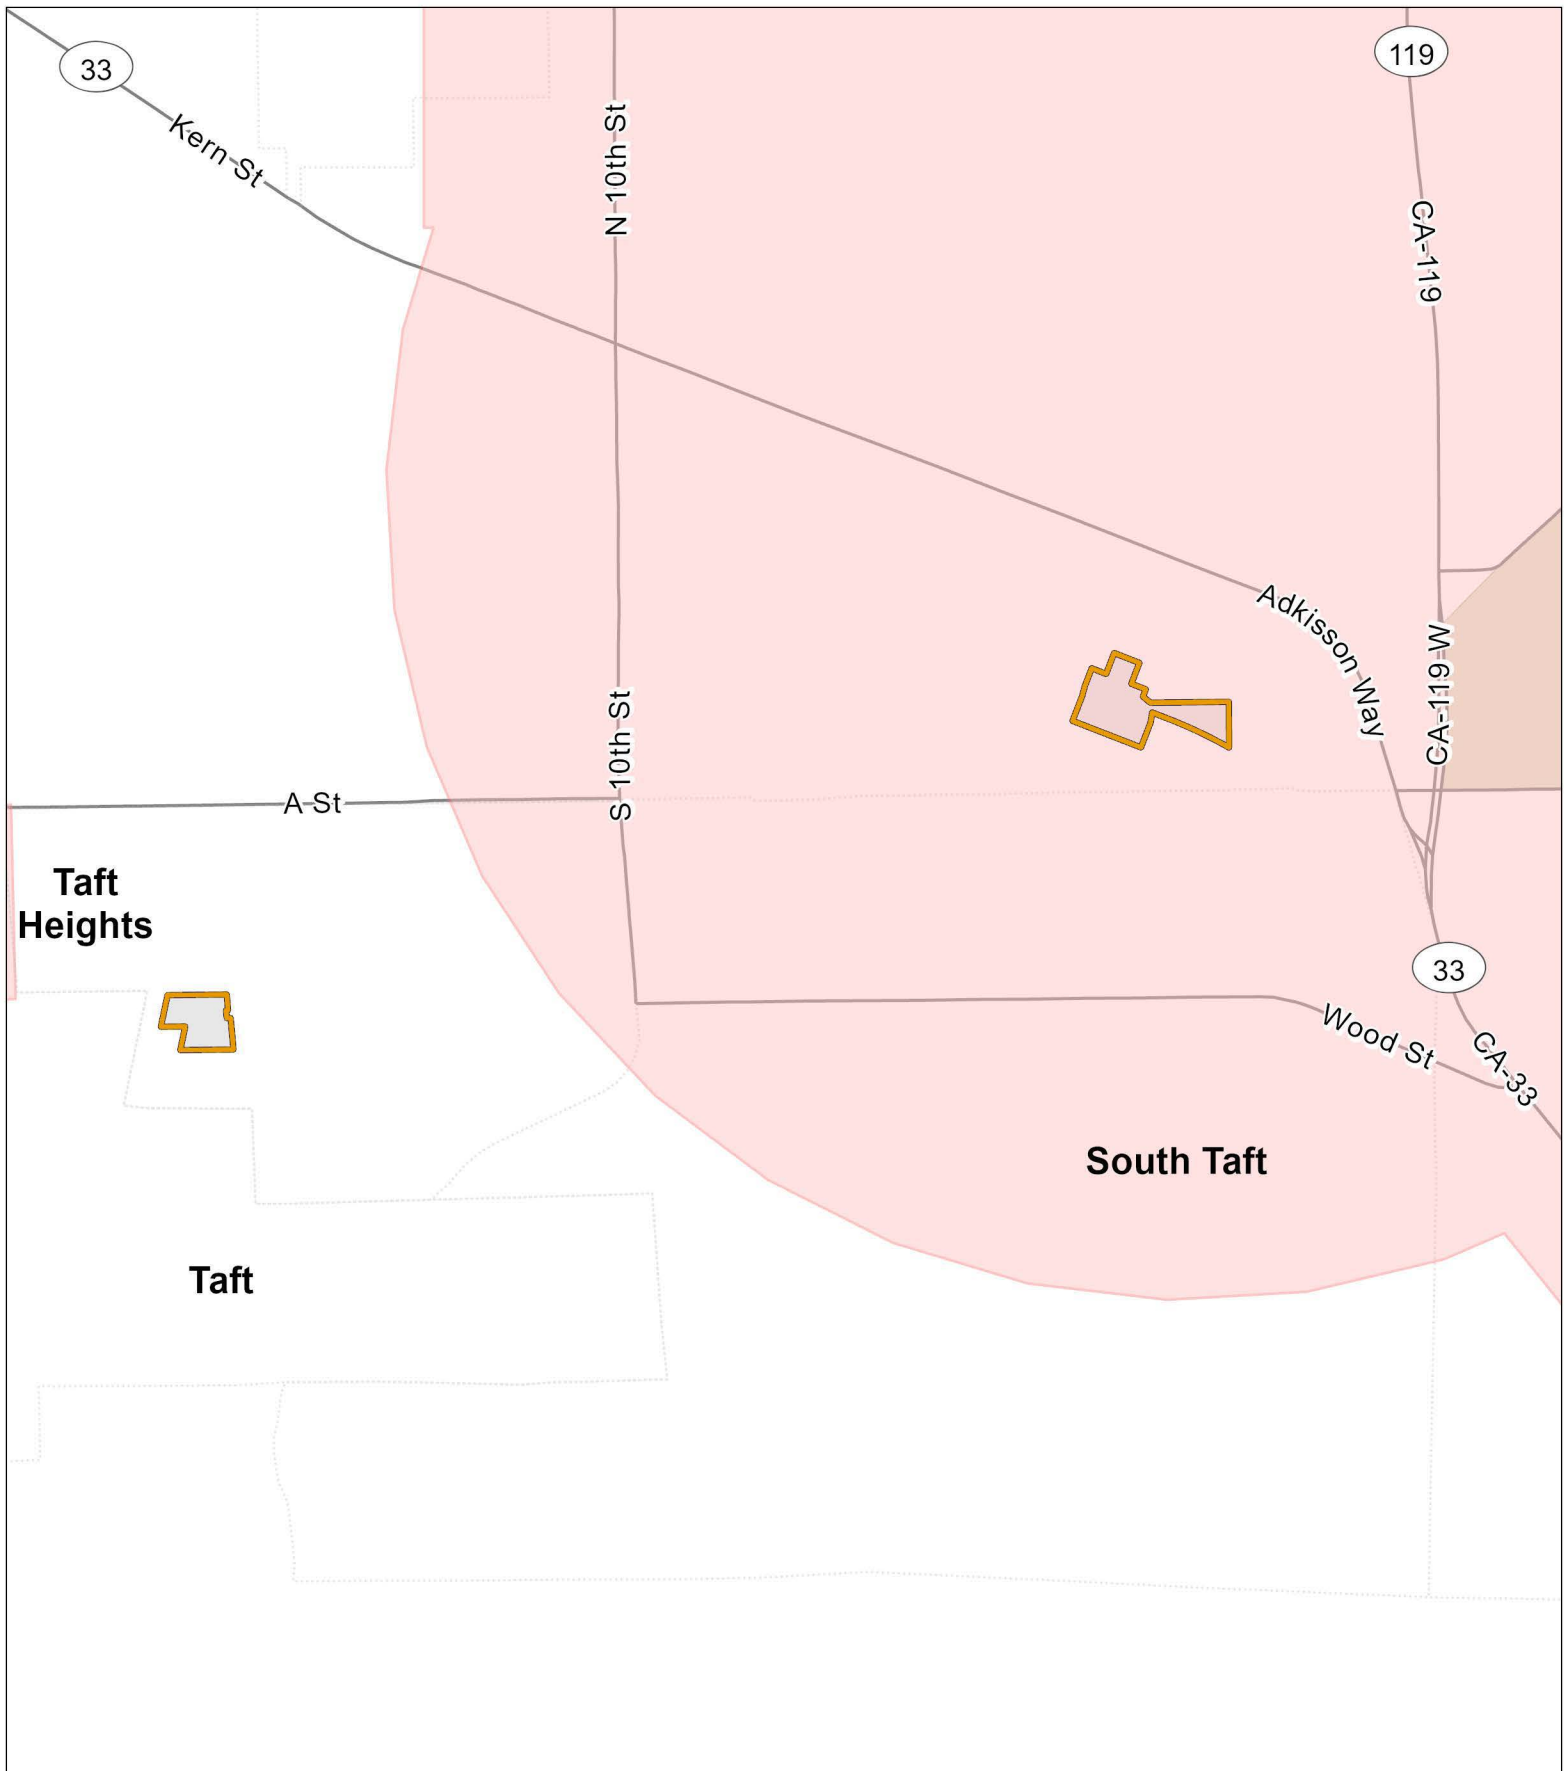 33
119
Kern St
N 10th St
CA-119
Adkisson Way
CA-119 W
S 10th St
A St
Taft
Heights
33
Wood St
CA-33
South Taft
Taft